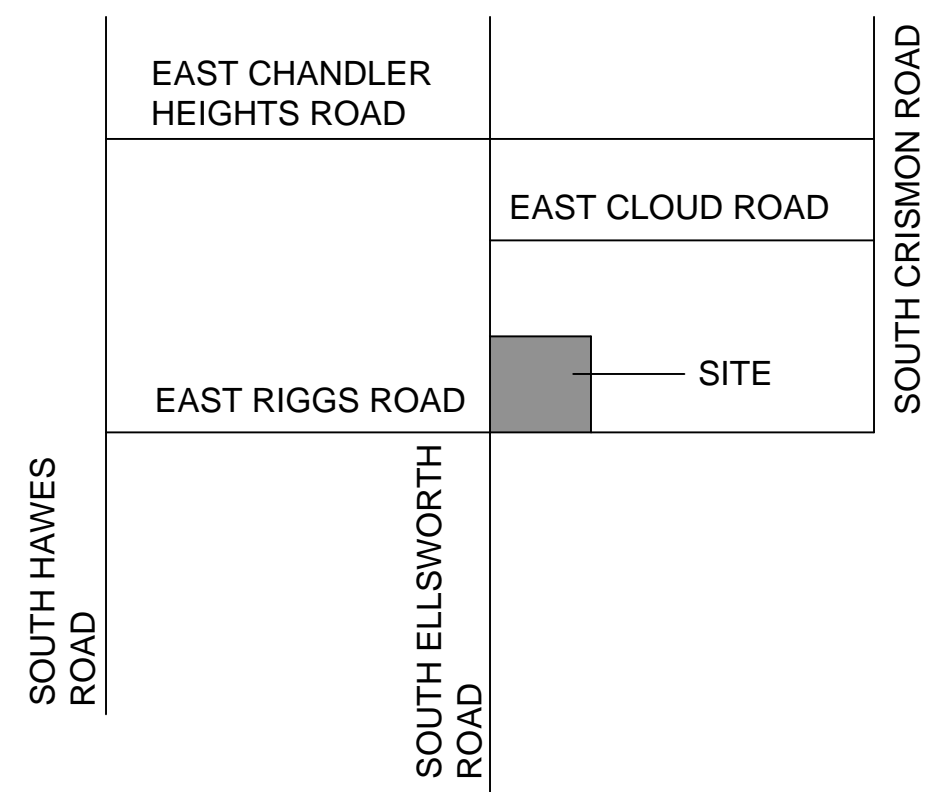 EAST CHANDLER
HEIGHTS ROAD
SOUTH CRISMON ROAD
EAST CLOUD ROAD
SITE
EAST RIGGS ROAD
SOUTH HAWES
ROAD
SOUTH ELLSWORTH
ROAD